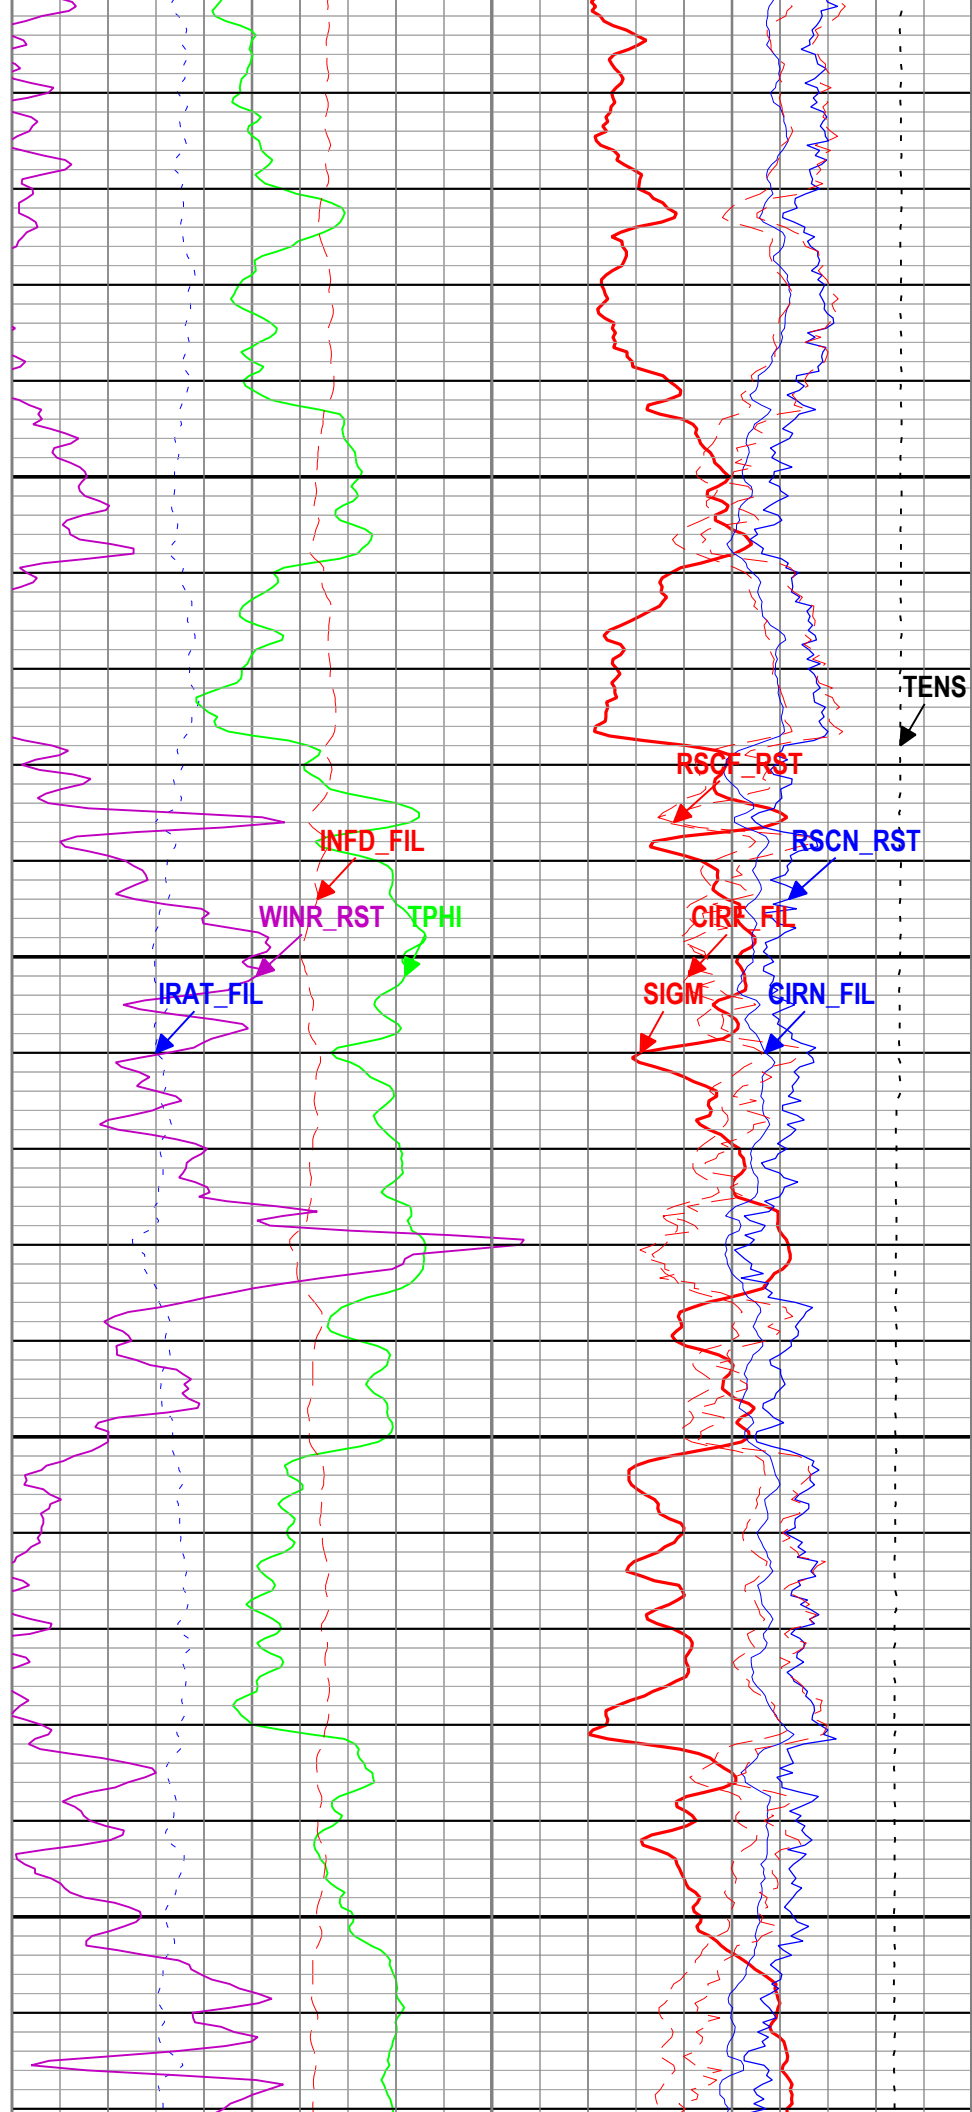 TENS
RSCF_RST
INFD_FIL
RSCN_RST
WINR_RST
TPHI
CIRF_FIL
IRAT_FIL
SIGM
CIRN_FIL